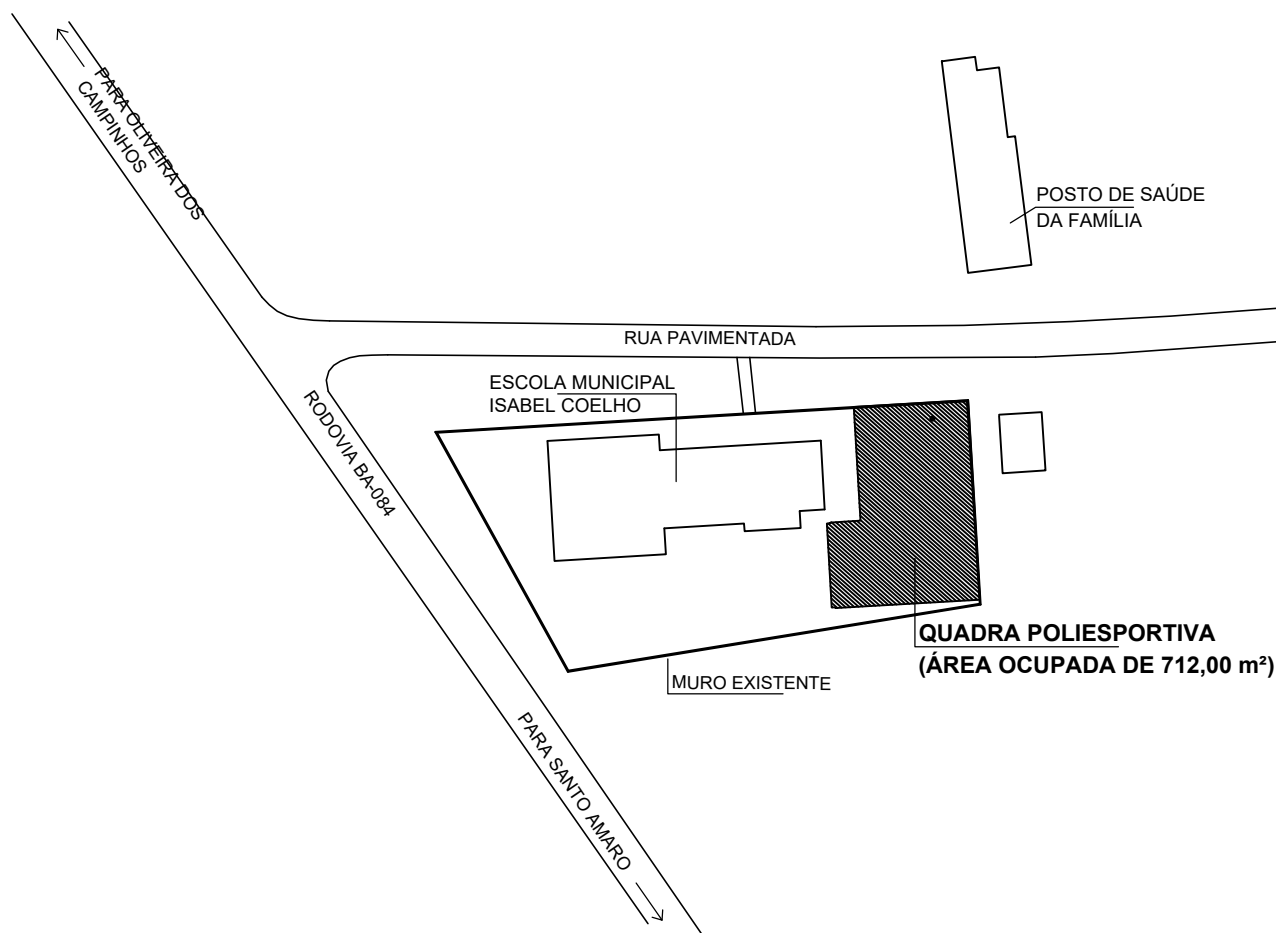 PARA OLIVEIRA DOS
CAMPINHOS
POSTO DE SAÚDE
DA FAMÍLIA
RUA PAVIMENTADA
ESCOLA MUNICIPAL
ISABEL COELHO
RODOVIA BA-084
QUADRA POLIESPORTIVA
(ÁREA OCUPADA DE 712,00 m²)
MURO EXISTENTE
PARA SANTO AMARO